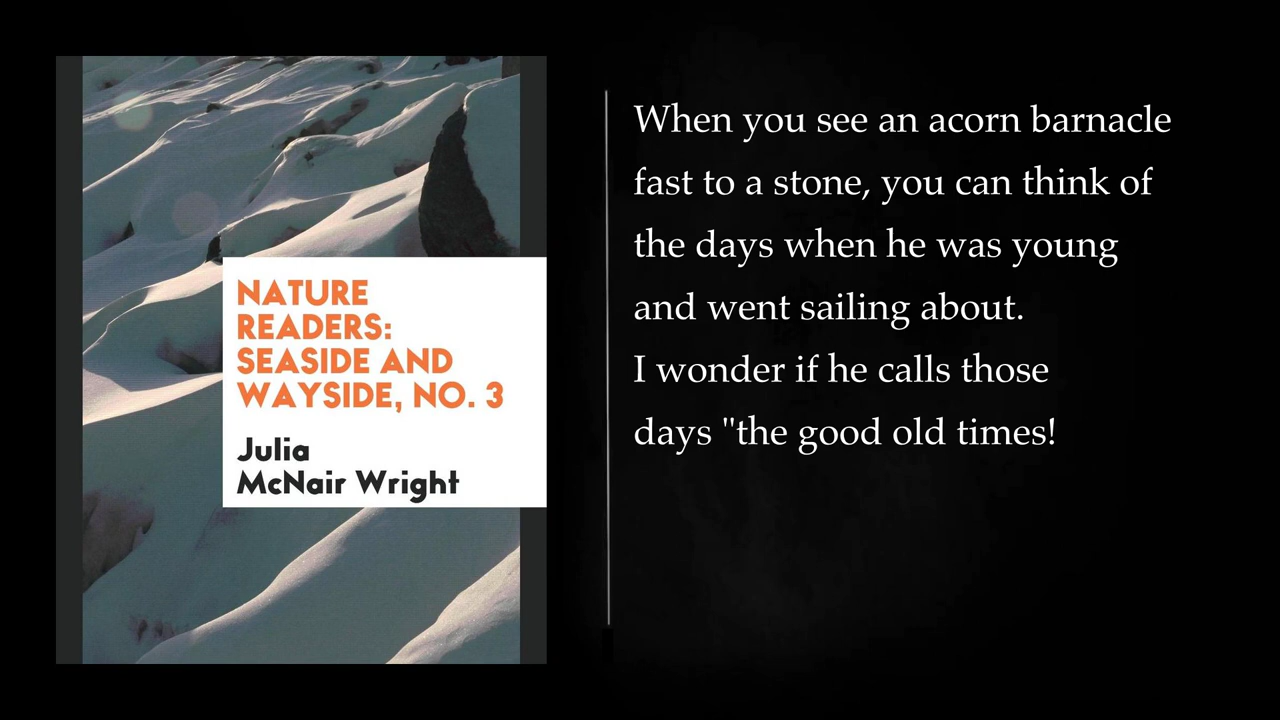 NATURE
READERS:
SEASIDE AND
WAYSIDE, NO. 3
Julia
McNair Wright
When you see an acorn barnacle
fast to a stone, you can think of
the days when he was young
and went sailing about.
I wonder if he calls those
days "the good old times!